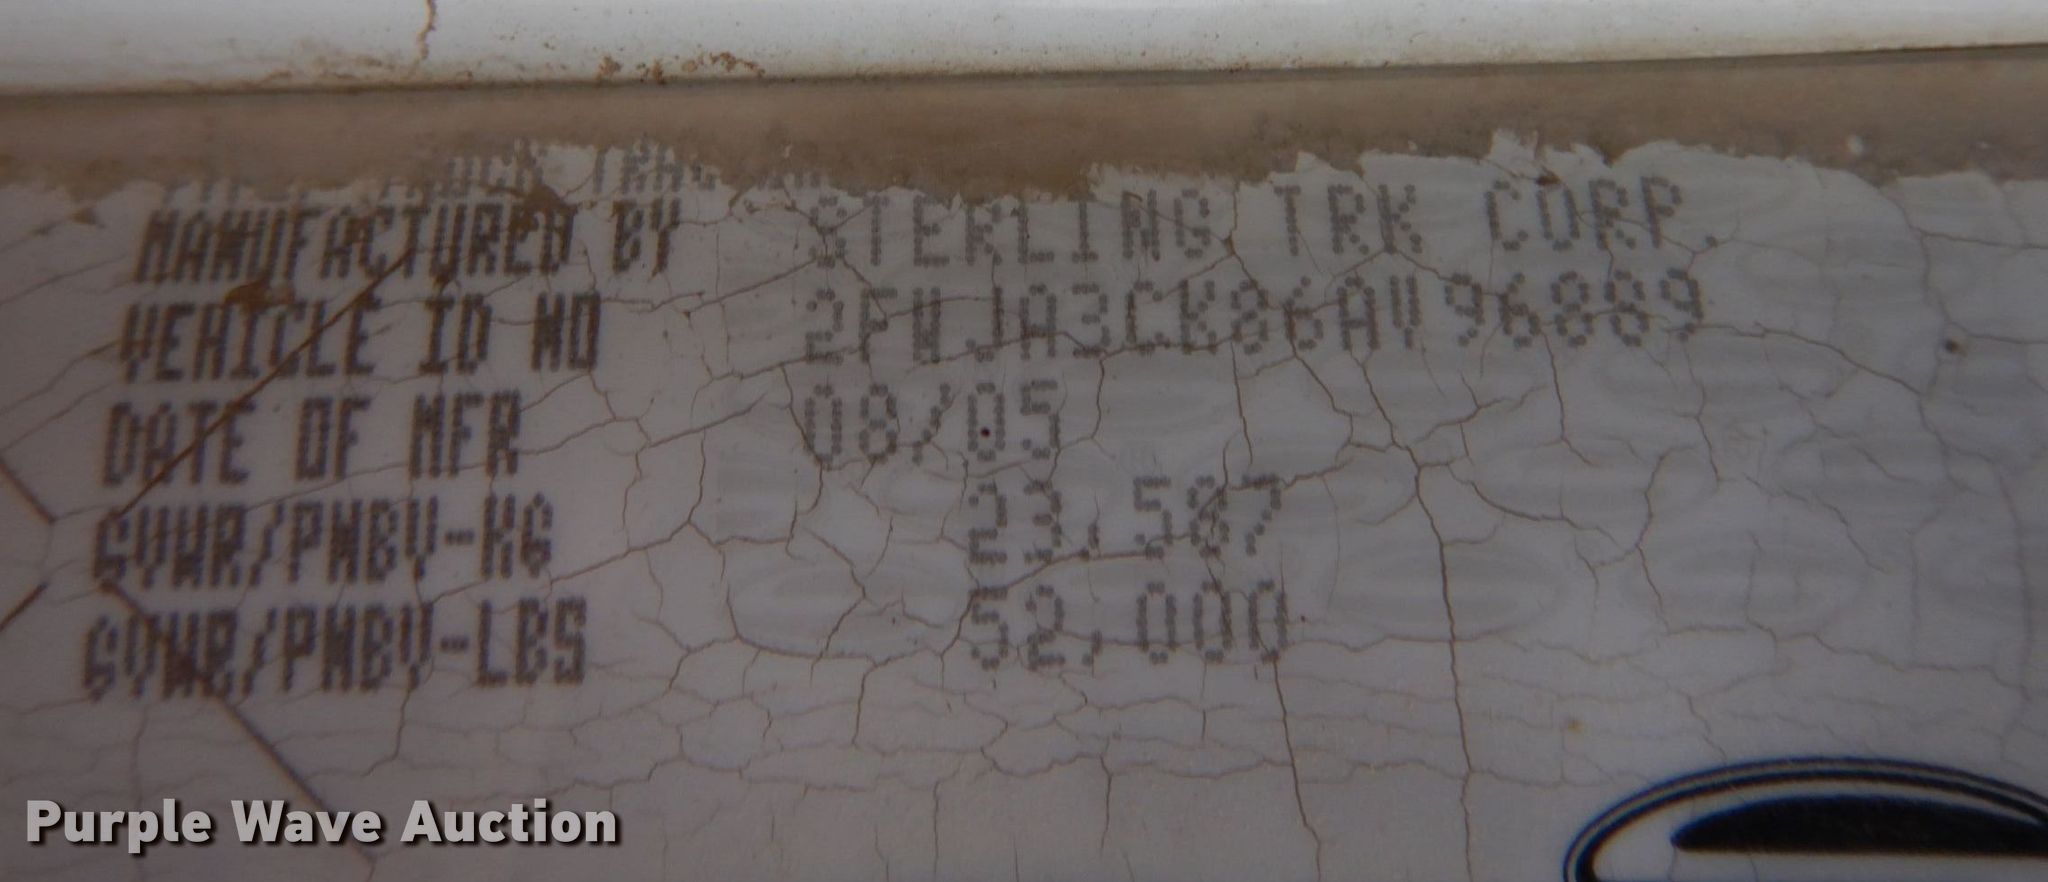 MANUFACTURED BY STERLING TRK CORP.
VEHICLE ID NO 2FWJA3CK86AV96889
DATE OF MFR 08/05
GVWR/PNBV-KG 23,587
GVWR/PNBV-LBS 52,000
Purple Wave Auction